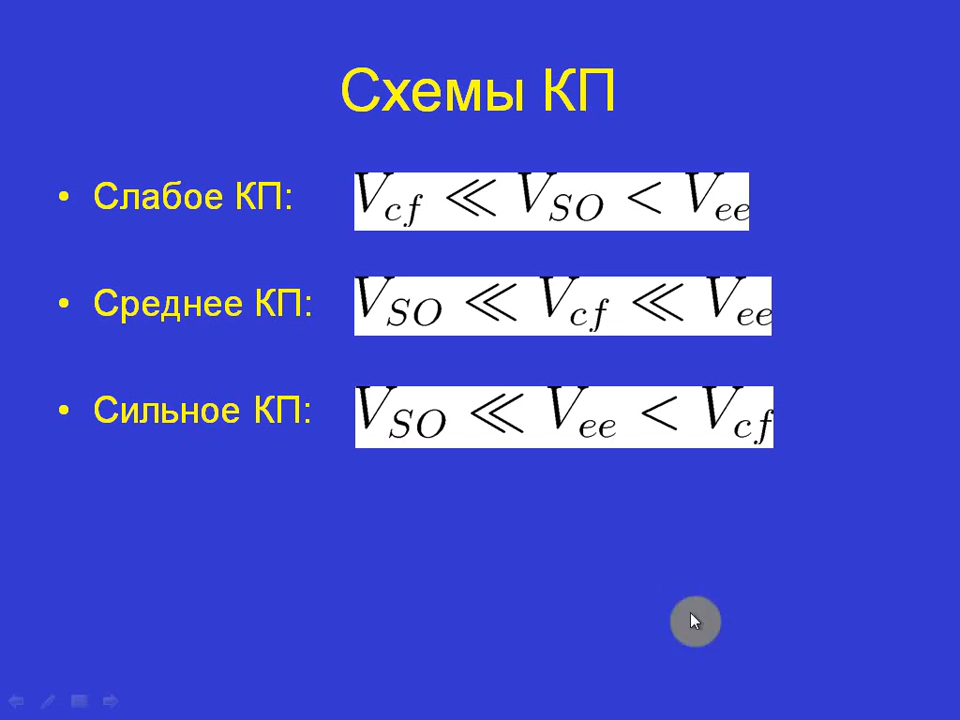 Схемы КП
• Слабое КП: V_cf ≪ V_SO < V_ee
• Среднее КП: V_SO ≪ V_cf ≪ V_ee
• Сильное КП: V_SO ≪ V_ee < V_cf